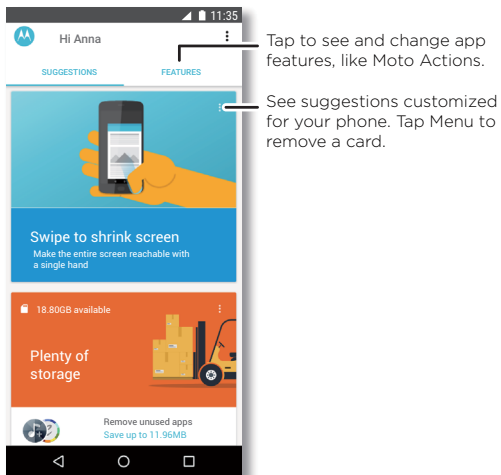 11:35
Hi Anna
SUGGESTIONS
FEATURES
Tap to see and change app
features, like Moto Actions.
See suggestions customized
for your phone. Tap Menu to
remove a card.
Swipe to shrink screen
Make the entire screen reachable with
a single hand
18.80GB available
Plenty of
storage
Remove unused apps
Save up to 11.96MB